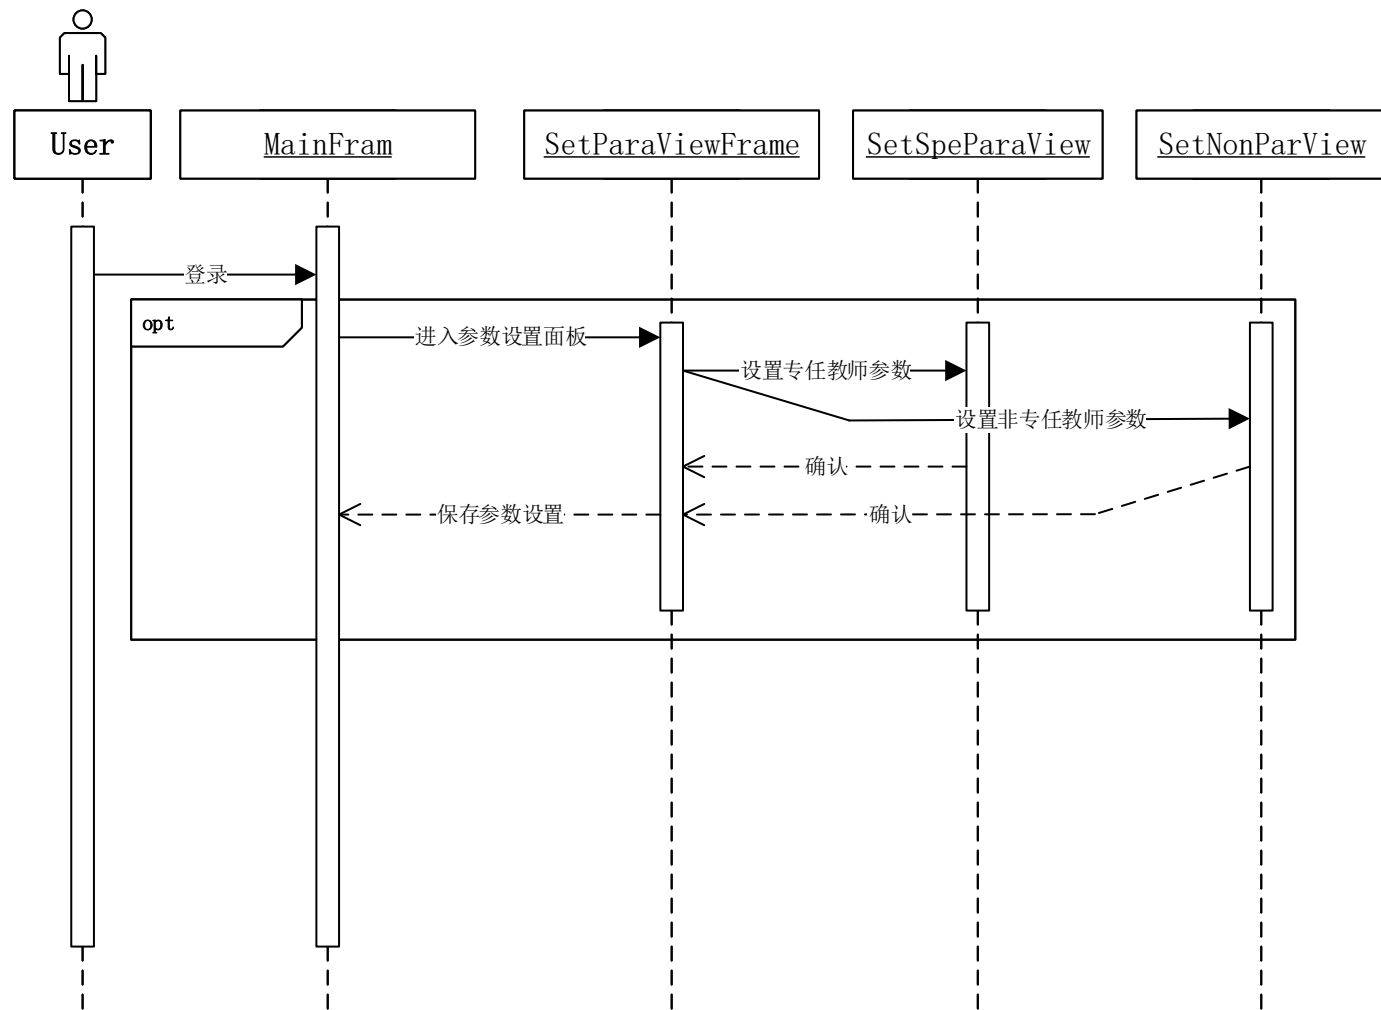 User
MainFram
SetParaViewFrame
SetSpeParaView
SetNonParView
登录
opt
进入参数设置面板
设置专任教师参数
设置非专任教师参数
确认
保存参数设置
确认